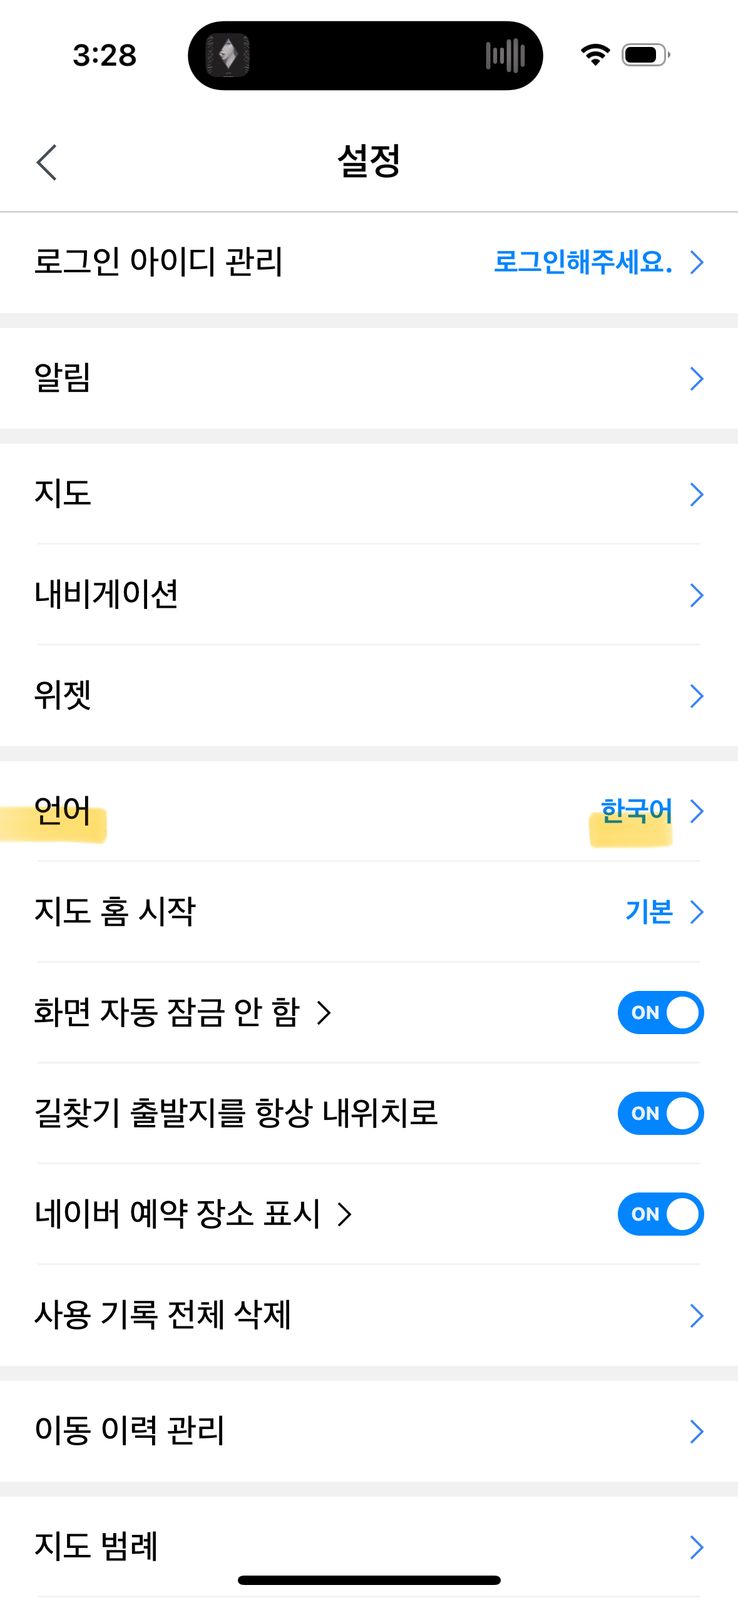 3:28
설정
로그인 아이디 관리 로그인해주세요.
알림
지도
내비게이션
위젯
언어 한국어
지도 홈 시작 기본
화면 자동 잠금 안 함 ON
길찾기 출발지를 항상 내위치로 ON
네이버 예약 장소 표시 ON
사용 기록 전체 삭제
이동 이력 관리
지도 범례